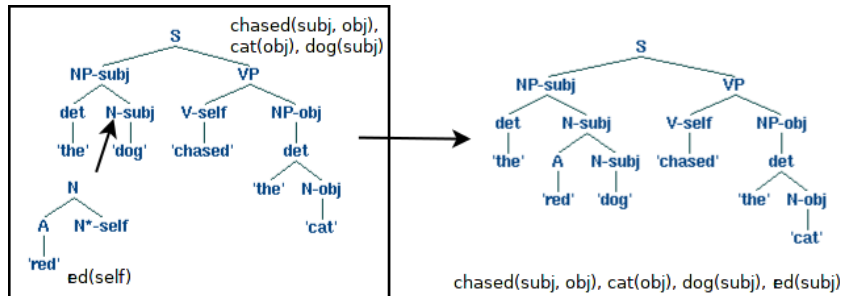 chased(subj, obj),
cat(obj), dog(subj)
S
NP-subj VP
det N-subj V-self NP-obj
'the' 'dog' 'chased' det
'the' N-obj
'cat'
N
A N*-self
'red'
ed(self)
S
NP-subj VP
det N-subj V-self NP-obj
'the' A N-subj 'chased' det
'red' 'dog' 'the' N-obj
'cat'
chased(subj, obj), cat(obj), dog(subj), ed(subj)